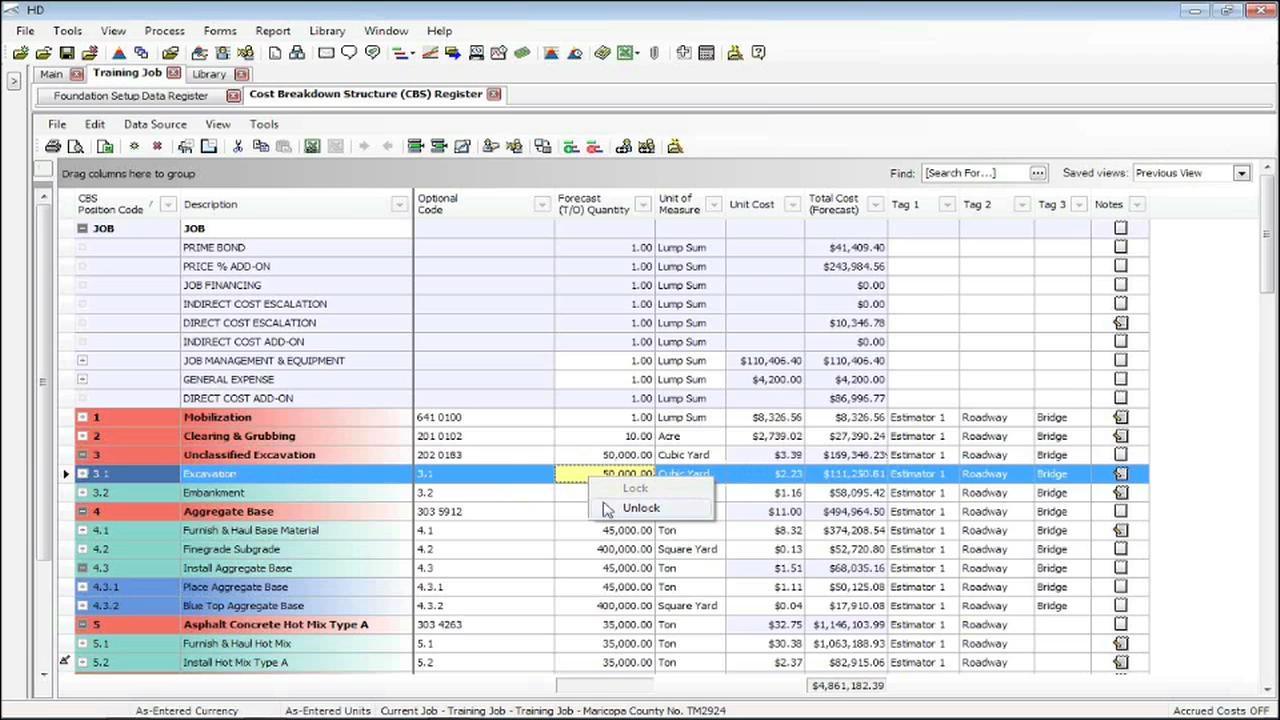 HD
File Tools View Process Forms Report Library Window Help
Main Training Job Library
Foundation Setup Data Register Cost Breakdown Structure (CBS) Register
File Edit Data Source View Tools
Drag columns here to group Find: [Search For...] Saved views: Previous View
CBS Position Code Description Optional Code Forecast (T/O) Quantity Unit of Measure Unit Cost Total Cost (Forecast) Tag 1 Tag 2 Tag 3 Notes
JOB JOB
PRIME BOND 1.00 Lump Sum $41,409.40
PRICE % ADD-ON 1.00 Lump Sum $243,984.56
JOB FINANCING 1.00 Lump Sum $0.00
INDIRECT COST ESCALATION 1.00 Lump Sum $0.00
DIRECT COST ESCALATION 1.00 Lump Sum $10,346.78
INDIRECT COST ADD-ON 1.00 Lump Sum $0.00
JOB MANAGEMENT & EQUIPMENT 1.00 Lump Sum $110,406.40 $110,406.40
GENERAL EXPENSE 1.00 Lump Sum $4,200.00 $4,200.00
DIRECT COST ADD-ON 1.00 Lump Sum $86,996.77
1 Mobilization 641 0100 1.00 Lump Sum $8,326.56 $8,326.56 Estimator 1 Roadway Bridge
2 Clearing & Grubbing 201 0102 10.00 Acre $2,739.02 $27,390.24 Estimator 1 Roadway Bridge
3 Unclassified Excavation 202 0183 50,000.00 Cubic Yard $3.39 $169,346.23 Estimator 1 Roadway Bridge
3.1 Excavation 3.1 50,000.00 Cubic Yard $2.23 $111,250.81 Estimator 1 Roadway Bridge
Lock
3.2 Embankment 3.2 $1.16 $58,095.42 Estimator 1 Roadway Bridge
Unlock
4 Aggregate Base 303 5912 $11.00 $494,964.50 Estimator 1 Roadway Bridge
4.1 Furnish & Haul Base Material 4.1 45,000.00 Ton $8.32 $374,208.54 Estimator 1 Roadway Bridge
4.2 Finegrade Subgrade 4.2 400,000.00 Square Yard $0.13 $52,720.80 Estimator 1 Roadway Bridge
4.3 Install Aggregate Base 4.3 45,000.00 Ton $1.51 $68,035.16 Estimator 1 Roadway Bridge
4.3.1 Place Aggregate Base 4.3.1 45,000.00 Ton $1.11 $50,125.08 Estimator 1 Roadway Bridge
4.3.2 Blue Top Aggregate Base 4.3.2 400,000.00 Square Yard $0.04 $17,910.08 Estimator 1 Roadway Bridge
5 Asphalt Concrete Hot Mix Type A 303 4263 35,000.00 Ton $32.75 $1,146,103.99 Estimator 1 Roadway
5.1 Furnish & Haul Hot Mix 5.1 35,000.00 Ton $30.38 $1,063,188.93 Estimator 1 Roadway
5.2 Install Hot Mix Type A 5.2 35,000.00 Ton $2.37 $82,915.06 Estimator 1 Roadway
$4,861,182.39
As-Entered Currency As-Entered Units Current Job - Training Job - Training Job - Maricopa County No. TM2924 Accrued Costs OFF